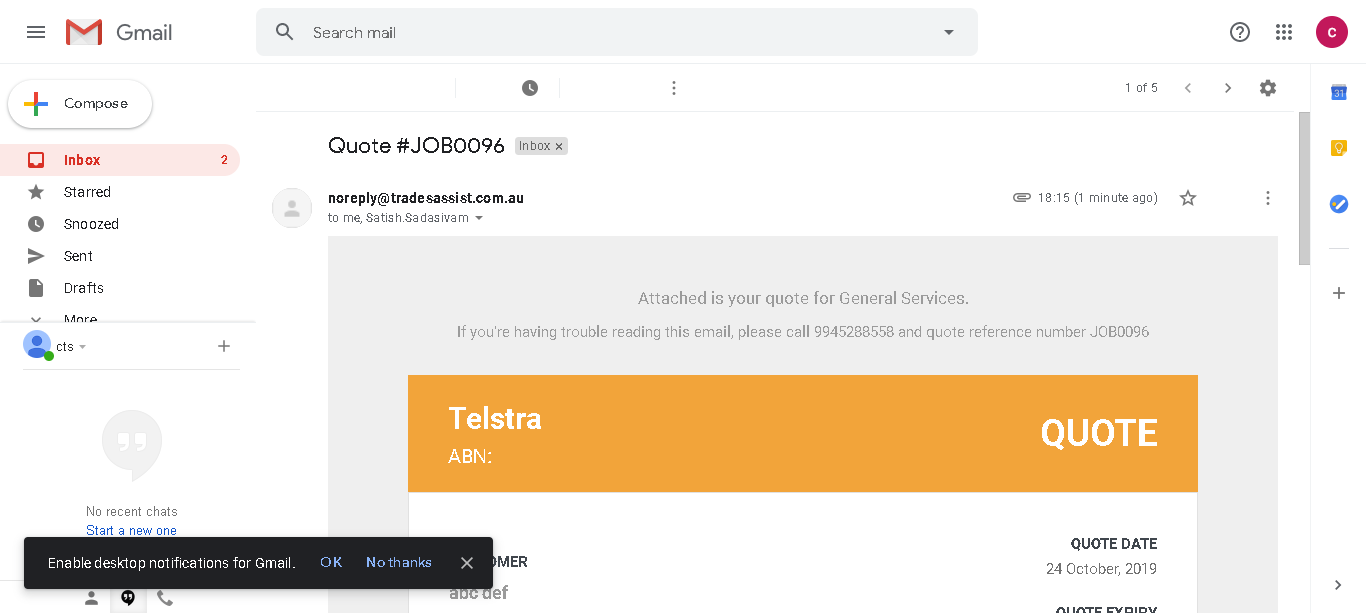 Gmail
Search mail
C
Compose
1 of 5
31
Quote #JOB0096 Inbox ×
Inbox 2
Starred
Snoozed
Sent
Drafts
More
noreply@tradesassist.com.au
18:15 (1 minute ago)
to me, Satish.Sadasivam
Attached is your quote for General Services.
If you're having trouble reading this email, please call 9945288558 and quote reference number JOB0096
cts
Telstra
ABN:
QUOTE
No recent chats
Start a new one
Enable desktop notifications for Gmail. OK No thanks
OMER
abc def
QUOTE DATE
24 October, 2019
QUOTE EXPIRY